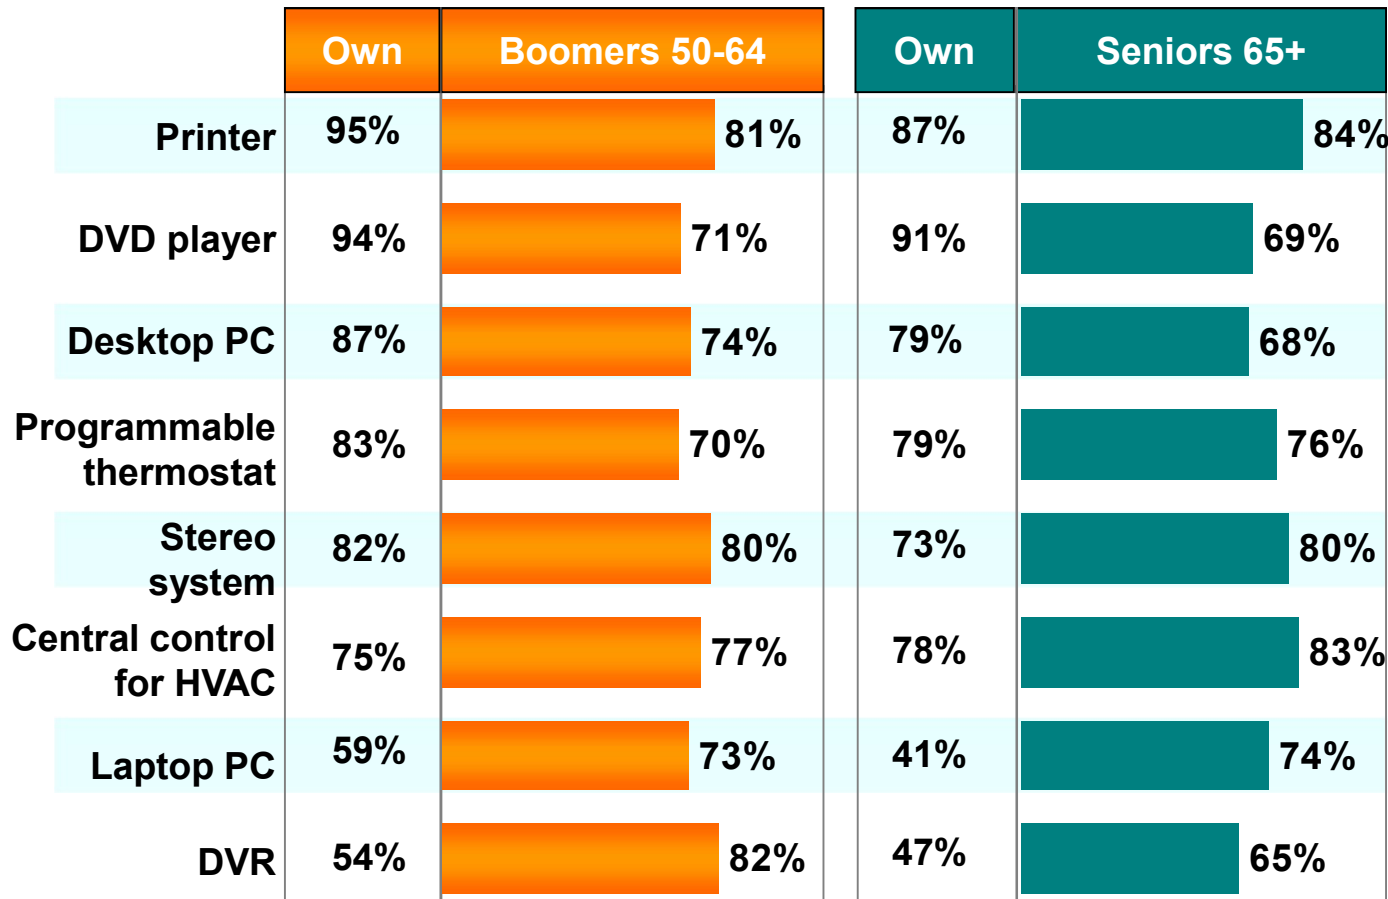 Own Boomers 50-64 Own Seniors 65+
Printer 95% 81% 87% 84%
DVD player 94% 71% 91% 69%
Desktop PC 87% 74% 79% 68%
Programmable
thermostat 83% 70% 79% 76%
Stereo
system 82% 80% 73% 80%
Central control
for HVAC 75% 77% 78% 83%
Laptop PC 59% 73% 41% 74%
DVR 54% 82% 47% 65%